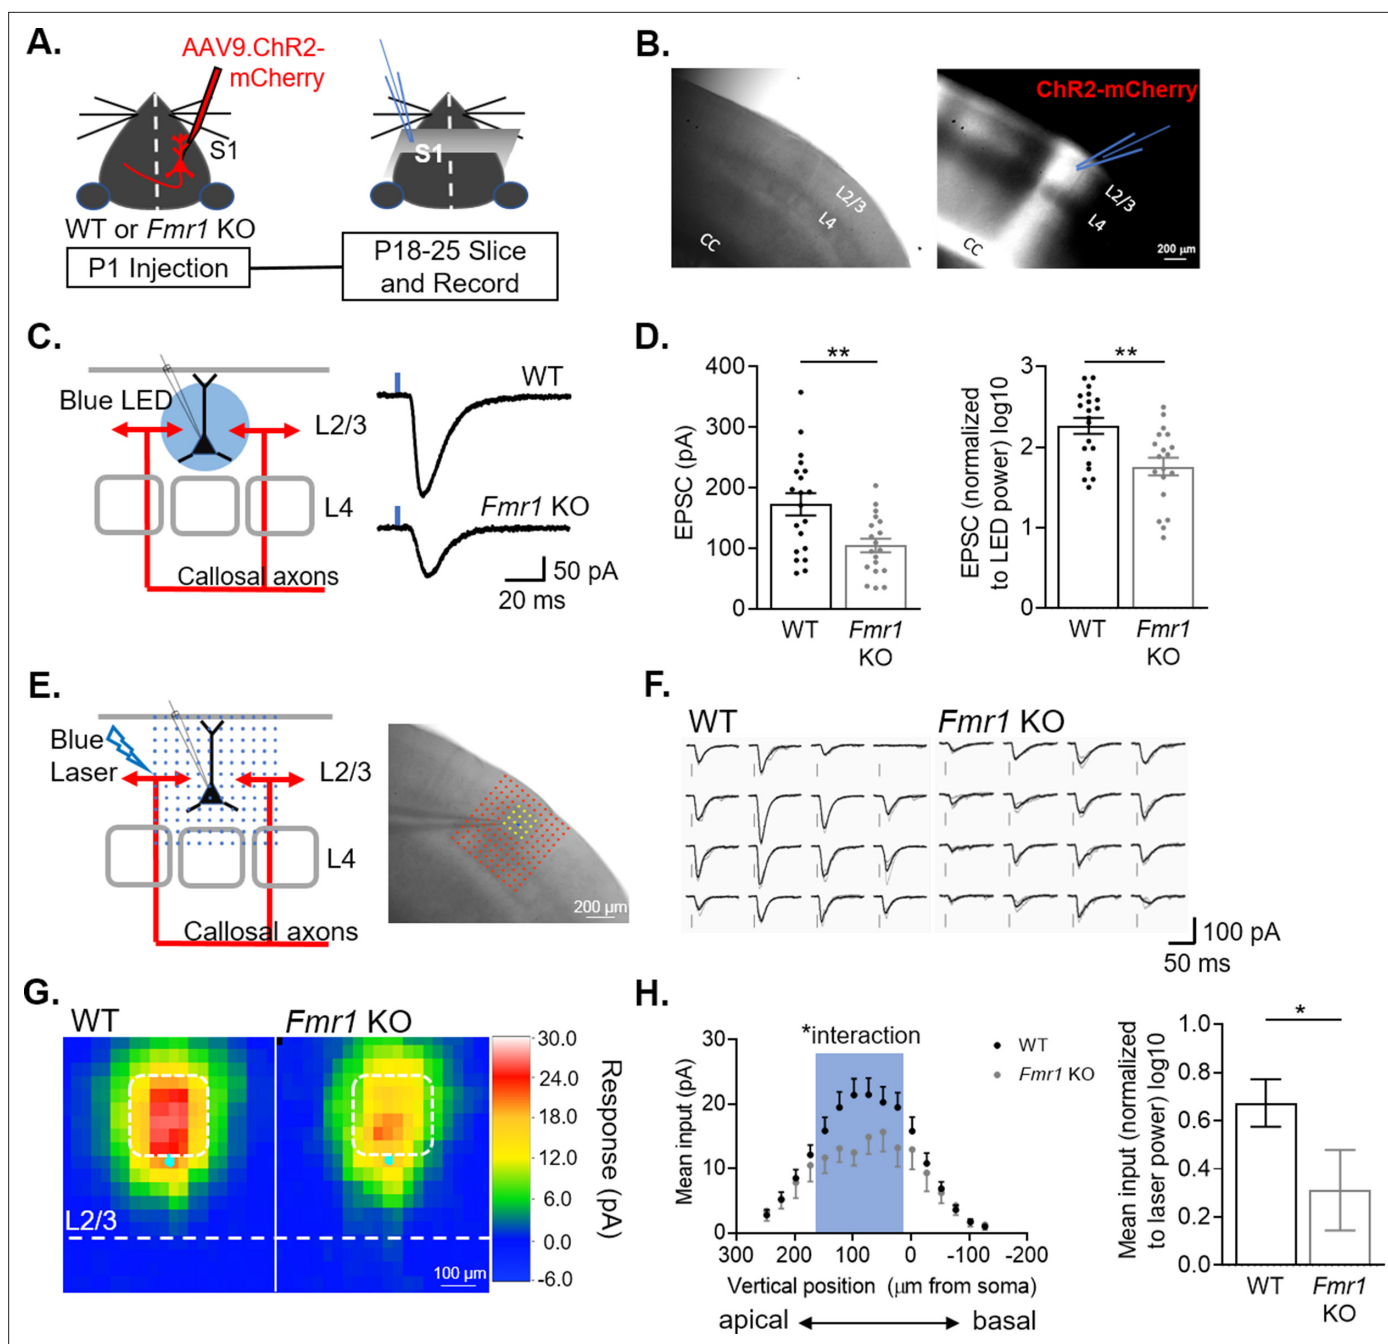 A.
AAV9.ChR2-
mCherry
S1
S1
WT or Fmr1 KO
P1 Injection
P18-25 Slice
and Record
B.
ChR2-mCherry
L2/3
L4
CC
L2/3
L4
CC
200 µm
C.
Blue LED
L2/3
L4
Callosal axons
WT
Fmr1 KO
50 pA
20 ms
D.
**
400
300
200
100
0
EPSC (pA)
WT
Fmr1
KO
**
3
2
1
0
EPSC (normalized
to LED power) log10
WT
Fmr1
KO
E.
Blue
Laser
L2/3
L4
Callosal axons
200 µm
F.
WT
Fmr1 KO
100 pA
50 ms
G.
WT
Fmr1 KO
L2/3
100 µm
30.0
24.0
18.0
12.0
6.0
0.0
-6.0
Response (pA)
H.
*interaction
WT
Fmr1 KO
30
20
10
0
Mean input (pA)
300 200 100 0 -100 -200
Vertical position (µm from soma)
apical
basal
*
1.0
0.8
0.6
0.4
0.2
0.0
Mean input (normalized
to laser power) log10
WT
Fmr1
KO